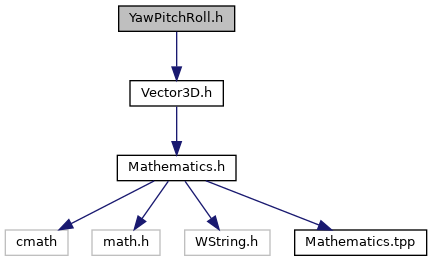 YawPitchRoll.h
Vector3D.h
Mathematics.h
cmath
math.h
WString.h
Mathematics.tpp